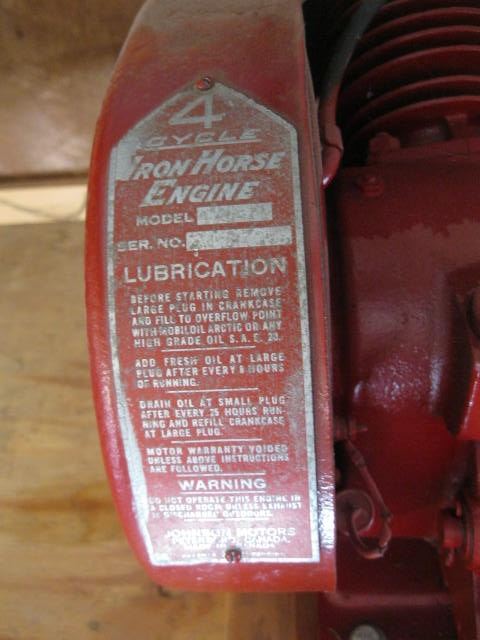 4
CYCLE
IRON HORSE
ENGINE
MODEL
SER. NO.
LUBRICATION
BEFORE STARTING REMOVE
LARGE PLUG IN CRANKCASE
AND FILL TO OVERFLOW POINT
WITH MOBILOIL ARCTIC OR ANY
HIGH GRADE OIL S.A.E. 20.
ADD FRESH OIL AT LARGE
PLUG AFTER EVERY HOURS
OF RUNNING.
DRAIN OIL AT SMALL PLUG
AFTER EVERY 25 HOURS RUN-
NING AND REFILL CRANKCASE
AT LARGE PLUG.
MOTOR WARRANTY VOIDED
UNLESS ABOVE INSTRUCTIONS
ARE FOLLOWED.
WARNING
DO NOT OPERATE THIS ENGINE IN
A CLOSED ROOM UNLESS EXHAUST
IS DISCHARGED OUTDOORS.
JOHNSON MOTORS
CANADA